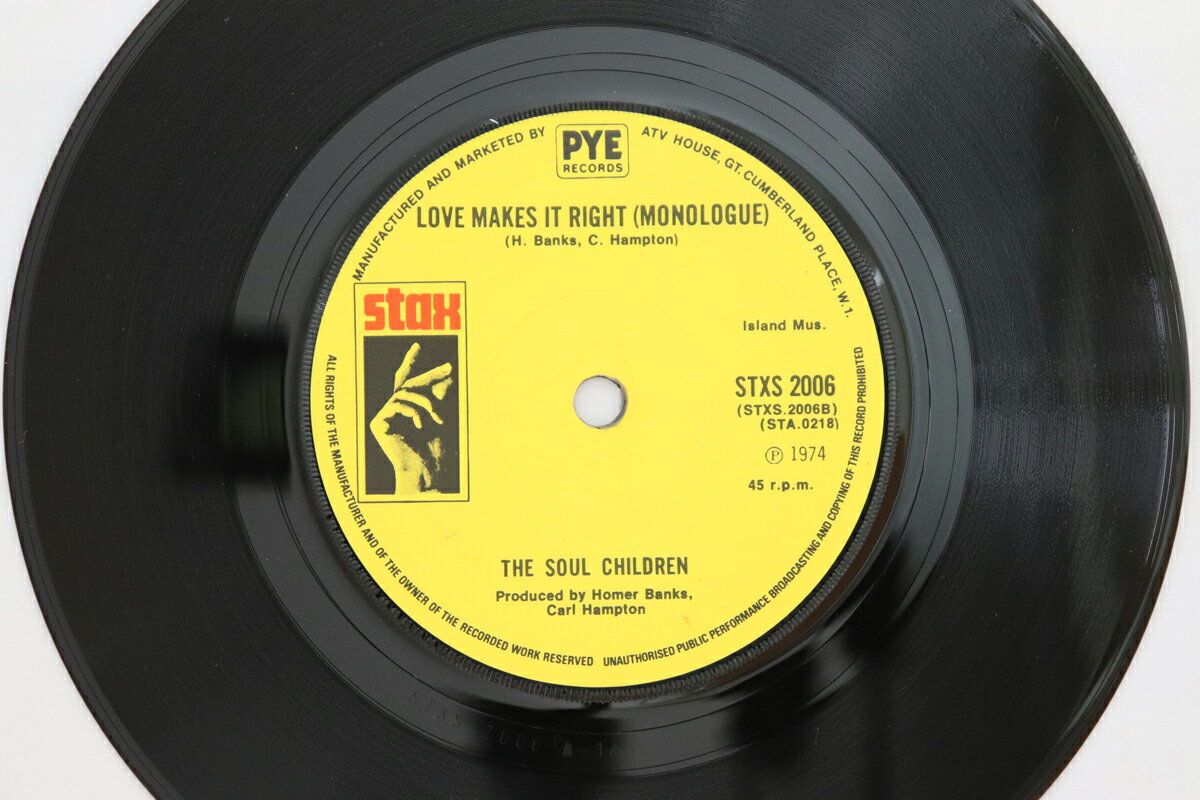 MANUFACTURED AND MARKETED BY
PYE
RECORDS
ATV HOUSE, GT. CUMBERLAND PLACE, W.1.
LOVE MAKES IT RIGHT (MONOLOGUE)
(H. Banks, C. Hampton)
stax
Island Mus.
STXS 2006
(STXS.2006B)
(STA.0218)
Ⓟ 1974
45 r.p.m.
THE SOUL CHILDREN
Produced by Homer Banks,
Carl Hampton
ALL RIGHTS OF THE MANUFACTURER AND OF THE OWNER OF THE RECORDED WORK RESERVED
UNAUTHORISED PUBLIC PERFORMANCE BROADCASTING AND COPYING OF THIS RECORD PROHIBITED
STXS 2006